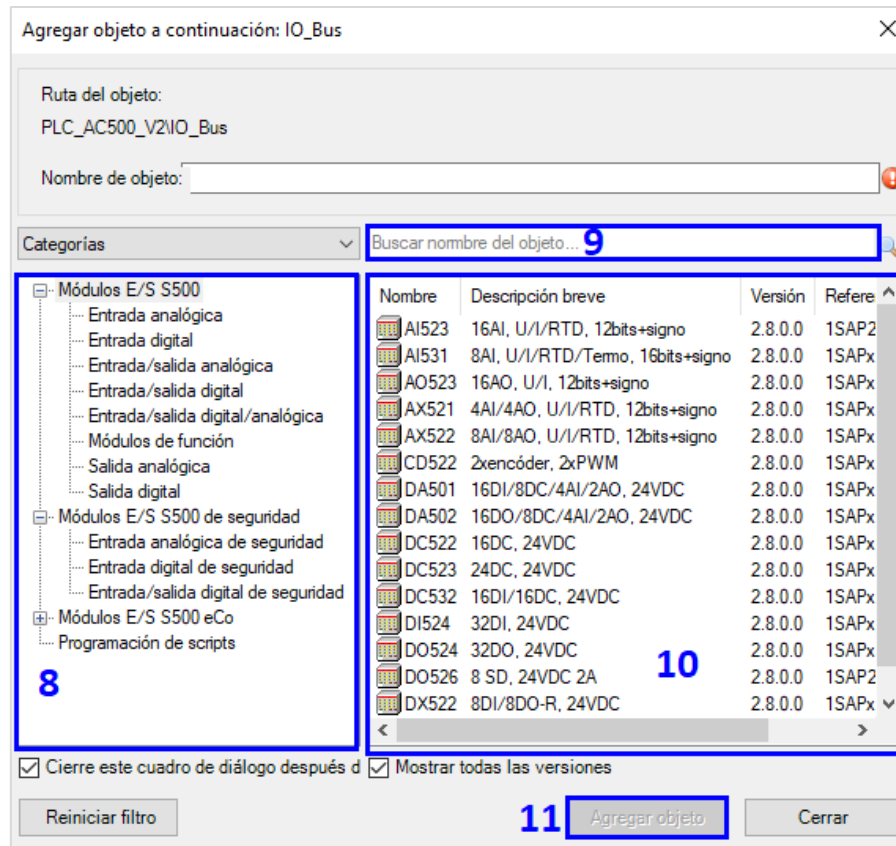 Agregar objeto a continuación: IO_Bus
Ruta del objeto:
PLC_AC500_V2\IO_Bus
Nombre de objeto:
Categorías
Buscar nombre del objeto... 9
Módulos E/S S500
Entrada analógica
Entrada digital
Entrada/salida analógica
Entrada/salida digital
Entrada/salida digital/analógica
Módulos de función
Salida analógica
Salida digital
Módulos E/S S500 de seguridad
Entrada analógica de seguridad
Entrada digital de seguridad
Entrada/salida digital de seguridad
Módulos E/S S500 eCo
Programación de scripts
8
Nombre Descripción breve Versión Refere
AI523 16AI, U/I/RTD, 12bits+signo 2.8.0.0 1SAP2
AI531 8AI, U/I/RTD/Termo, 16bits+signo 2.8.0.0 1SAPx
AO523 16AO, U/I, 12bits+signo 2.8.0.0 1SAPx
AX521 4AI/4AO, U/I/RTD, 12bits+signo 2.8.0.0 1SAPx
AX522 8AI/8AO, U/I/RTD, 12bits+signo 2.8.0.0 1SAPx
CD522 2xencóder, 2xPWM 2.8.0.0 1SAPx
DA501 16DI/8DC/4AI/2AO, 24VDC 2.8.0.0 1SAPx
DA502 16DO/8DC/4AI/2AO, 24VDC 2.8.0.0 1SAPx
DC522 16DC, 24VDC 2.8.0.0 1SAPx
DC523 24DC, 24VDC 2.8.0.0 1SAPx
DC532 16DI/16DC, 24VDC 2.8.0.0 1SAPx
DI524 32DI, 24VDC 2.8.0.0 1SAPx
DO524 32DO, 24VDC 2.8.0.0 1SAPx
DO526 8 SD, 24VDC 2A 2.8.0.0 1SAP2
DX522 8DI/8DO-R, 24VDC 2.8.0.0 1SAPx
10
Cierre este cuadro de diálogo después d Mostrar todas las versiones
Reiniciar filtro 11 Agregar objeto Cerrar